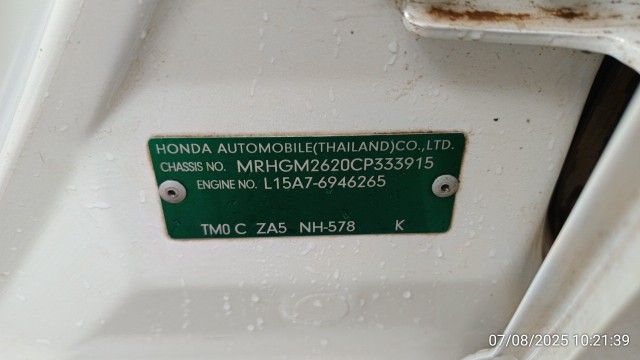 HONDA AUTOMOBILE(THAILAND)CO.,LTD.
CHASSIS NO. MRHGM2620CP333915
ENGINE NO. L15A7-6946265
TM0 C ZA5 NH-578 K
07/08/2025 10:21:39